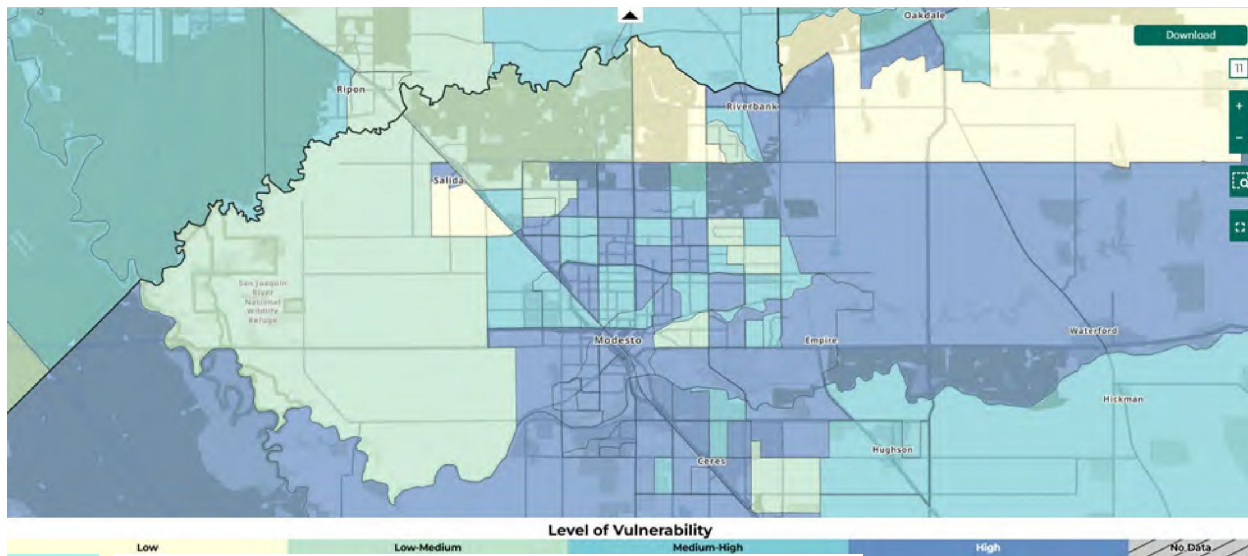 Oakdale
Download
11
Ripon
Riverbank
+
-
Salida
San Joaquin
River
National
Wildlife
Refuge
Modesto
Empire
Waterford
Hickman
Hughson
Ceres
Level of Vulnerability
Low
Low-Medium
Medium-High
High
No Data